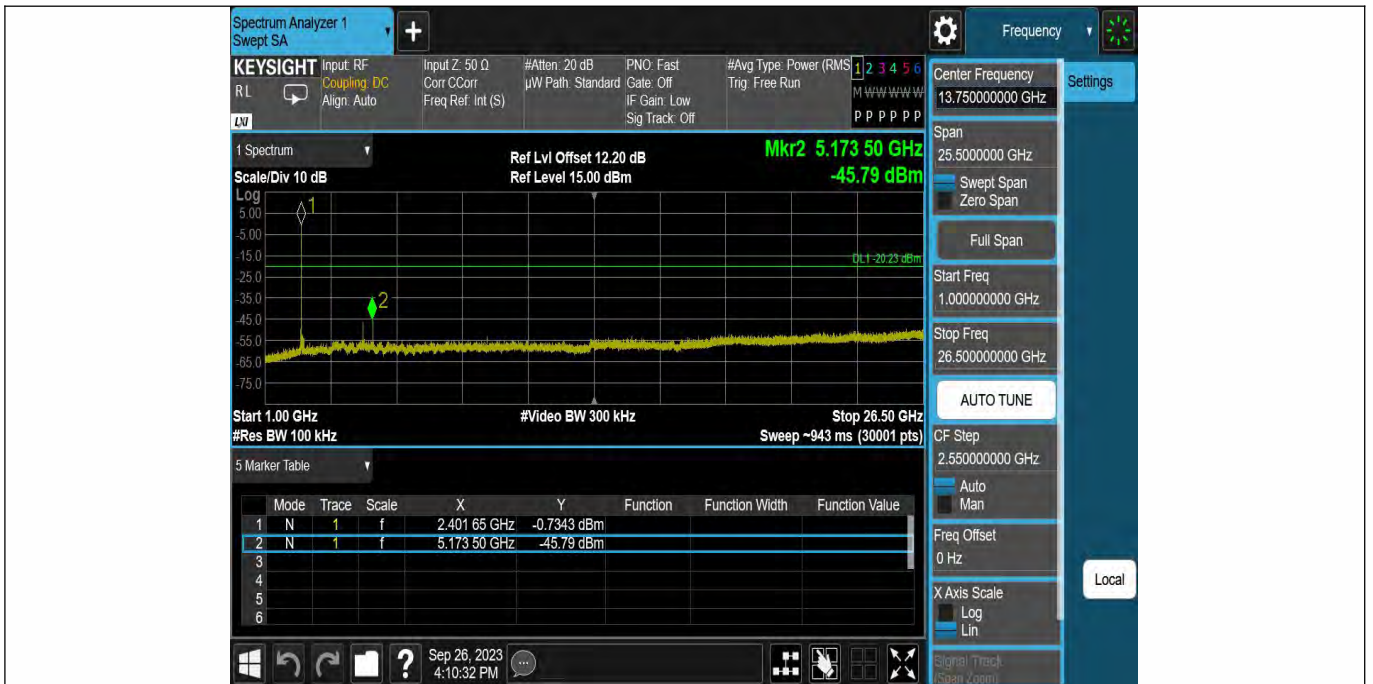 Spectrum Analyzer 1
Swept SA
+
Frequency
KEYSIGHT
RL
LXI
Input: RF
Coupling: DC
Align: Auto
Input Z: 50 Ω
Corr CCorr
Freq Ref: Int (S)
#Atten: 20 dB
µW Path: Standard
PNO: Fast
Gate: Off
IF Gain: Low
Sig Track: Off
#Avg Type: Power (RMS
Trig: Free Run
1 2 3 4 5 6
M W W W W W
P P P P P P
1 Spectrum
Scale/Div 10 dB
Ref Lvl Offset 12.20 dB
Ref Level 15.00 dBm
Mkr2 5.173 50 GHz
-45.79 dBm
Log
5.00
-5.00
-15.0
-25.0
-35.0
-45.0
-55.0
-65.0
-75.0
1
2
DL1 -20.23 dBm
Start 1.00 GHz
#Video BW 300 kHz
Stop 26.50 GHz
#Res BW 100 kHz
Sweep ~943 ms (30001 pts)
5 Marker Table
Mode Trace Scale X Y Function Function Width Function Value
1 N 1 f 2.401 65 GHz -0.7343 dBm
2 N 1 f 5.173 50 GHz -45.79 dBm
3
4
5
6
?
Sep 26, 2023
4:10:32 PM
Center Frequency
13.750000000 GHz
Span
25.5000000 GHz
Swept Span
Zero Span
Full Span
Start Freq
1.000000000 GHz
Stop Freq
26.500000000 GHz
AUTO TUNE
CF Step
2.550000000 GHz
Auto
Man
Freq Offset
0 Hz
X Axis Scale
Log
Lin
Signal Track
(Span Zoom)
Settings
Local